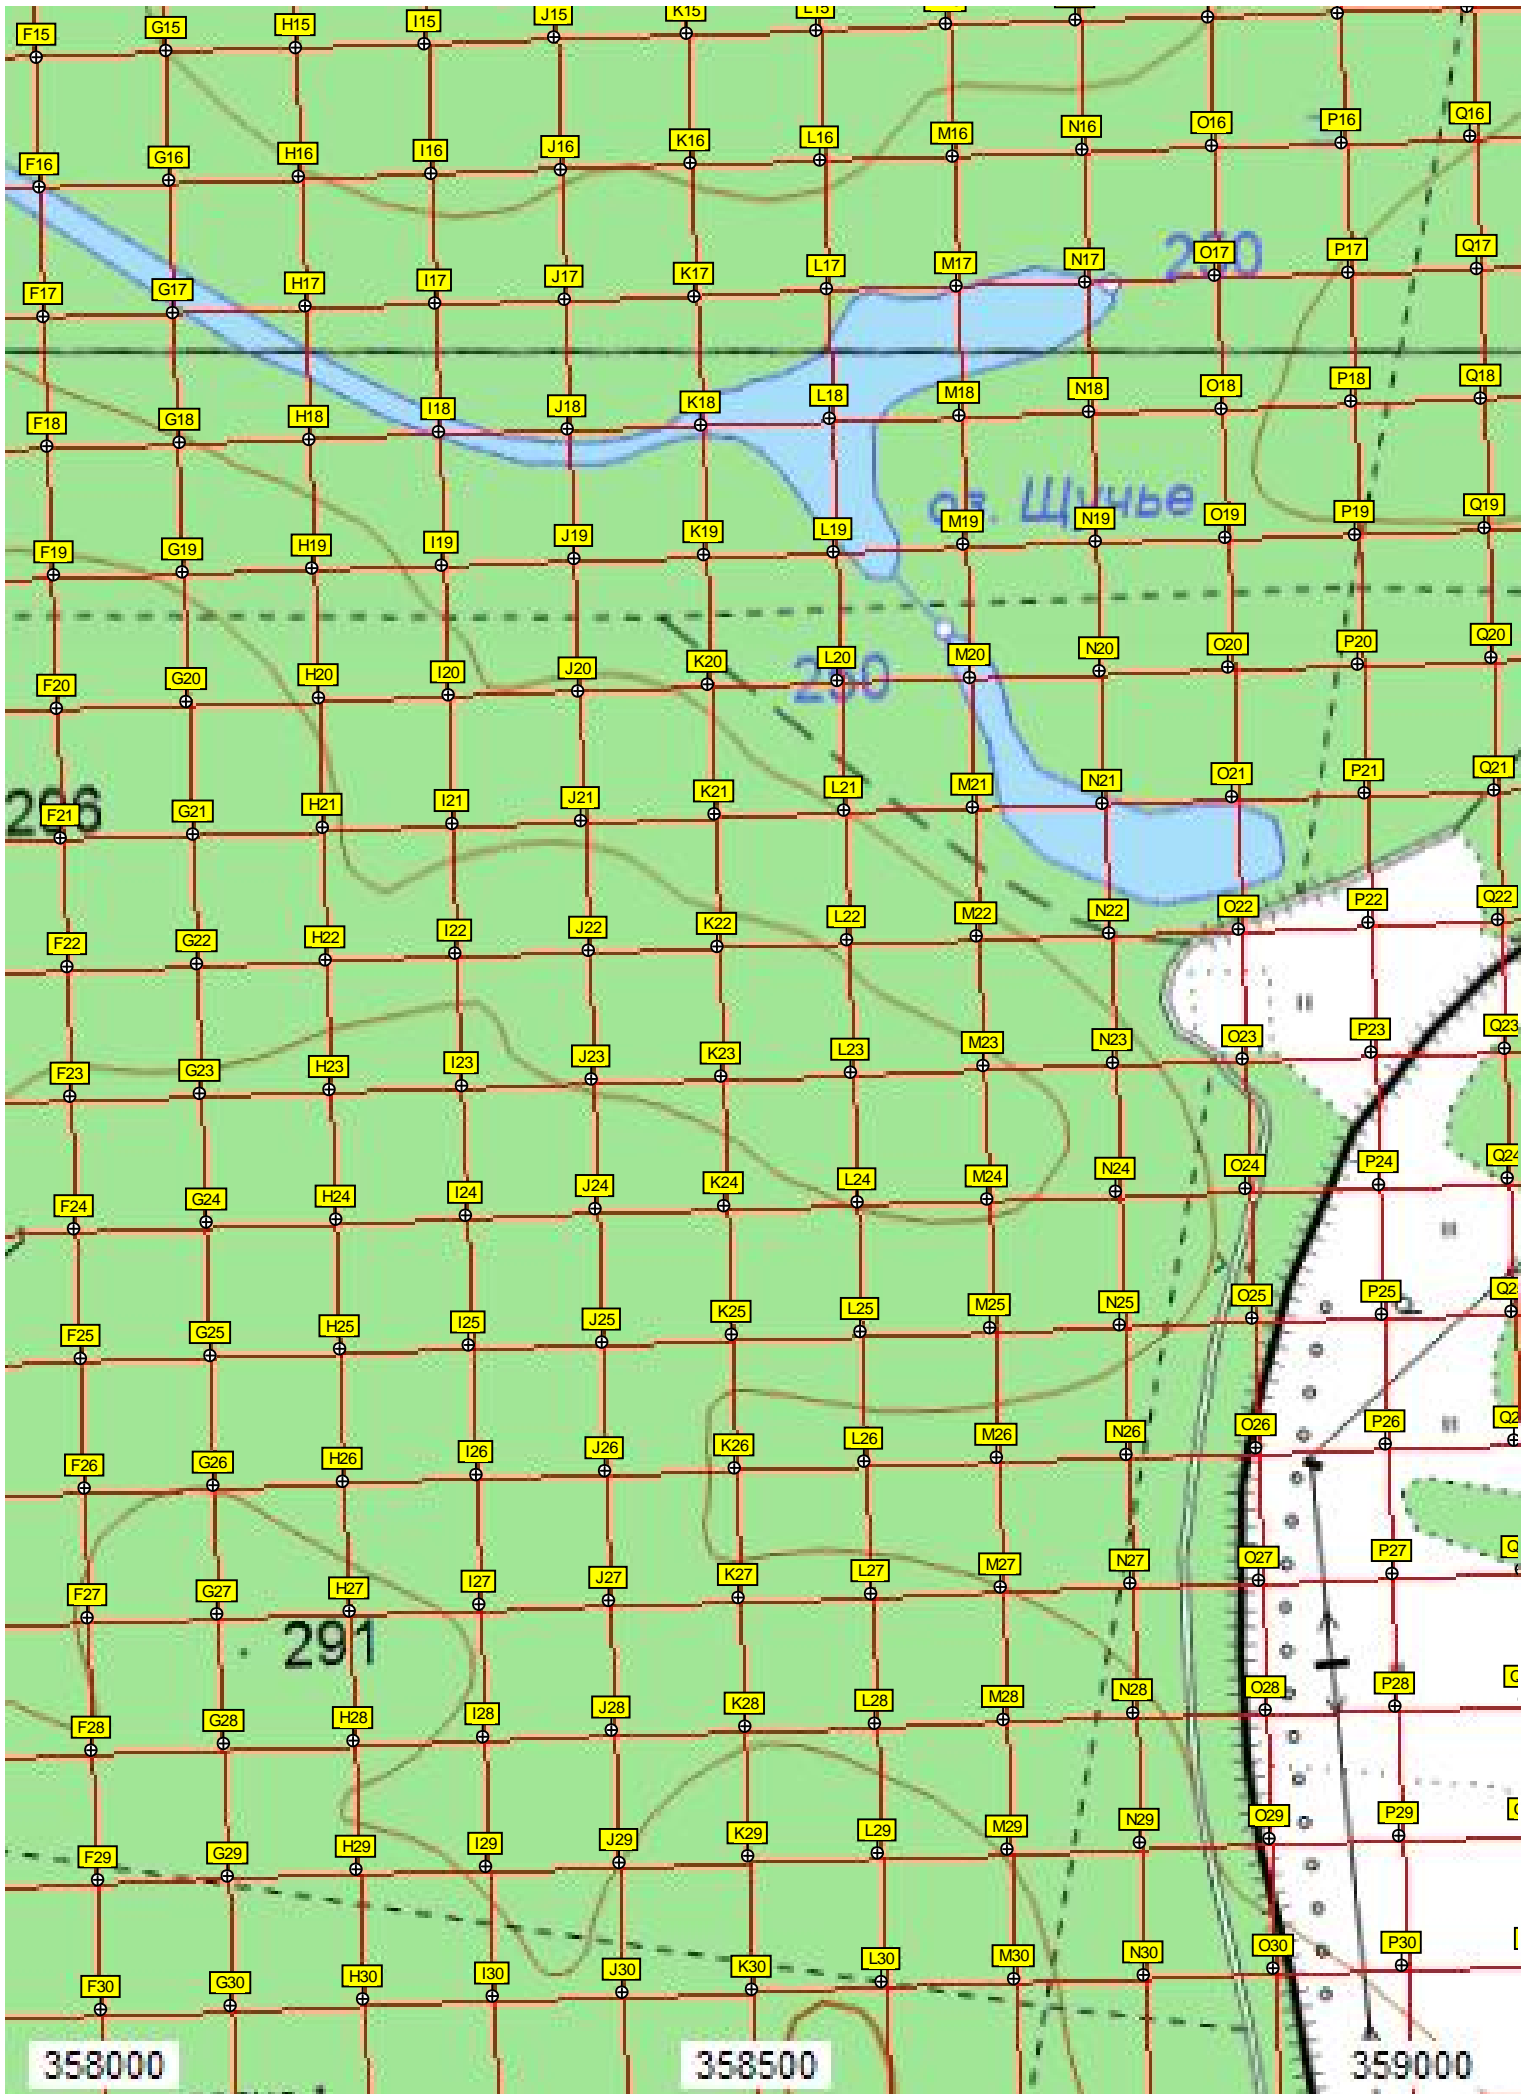 F15 G15 H15 I15 J15 K15 L15
F16 G16 H16 I16 J16 K16 L16 M16 N16 O16 P16 Q16
250
F17 G17 H17 I17 J17 K17 L17 M17 N17 O17 P17 Q17
F18 G18 H18 I18 J18 K18 L18 M18 N18 O18 P18 Q18
оз. Щучье
F19 G19 H19 I19 J19 K19 L19 M19 N19 O19 P19 Q19
F20 G20 H20 I20 J20 K20 L20 M20 N20 O20 P20 Q20
F21 G21 H21 I21 J21 K21 L21 M21 N21 O21 P21 Q21
F22 G22 H22 I22 J22 K22 L22 M22 N22 O22 P22 Q22
F23 G23 H23 I23 J23 K23 L23 M23 N23 O23 P23 Q23
F24 G24 H24 I24 J24 K24 L24 M24 N24 O24 P24 Q24
F25 G25 H25 I25 J25 K25 L25 M25 N25 O25 P25
F26 G26 H26 I26 J26 K26 L26 M26 N26 O26 P26
F27 G27 H27 I27 J27 K27 L27 M27 N27 O27 P27
291
F28 G28 H28 I28 J28 K28 L28 M28 N28 O28 P28
F29 G29 H29 I29 J29 K29 L29 M29 N29 O29 P29
F30 G30 H30 I30 J30 K30 L30 M30 N30 O30 P30
358000 358500 359000